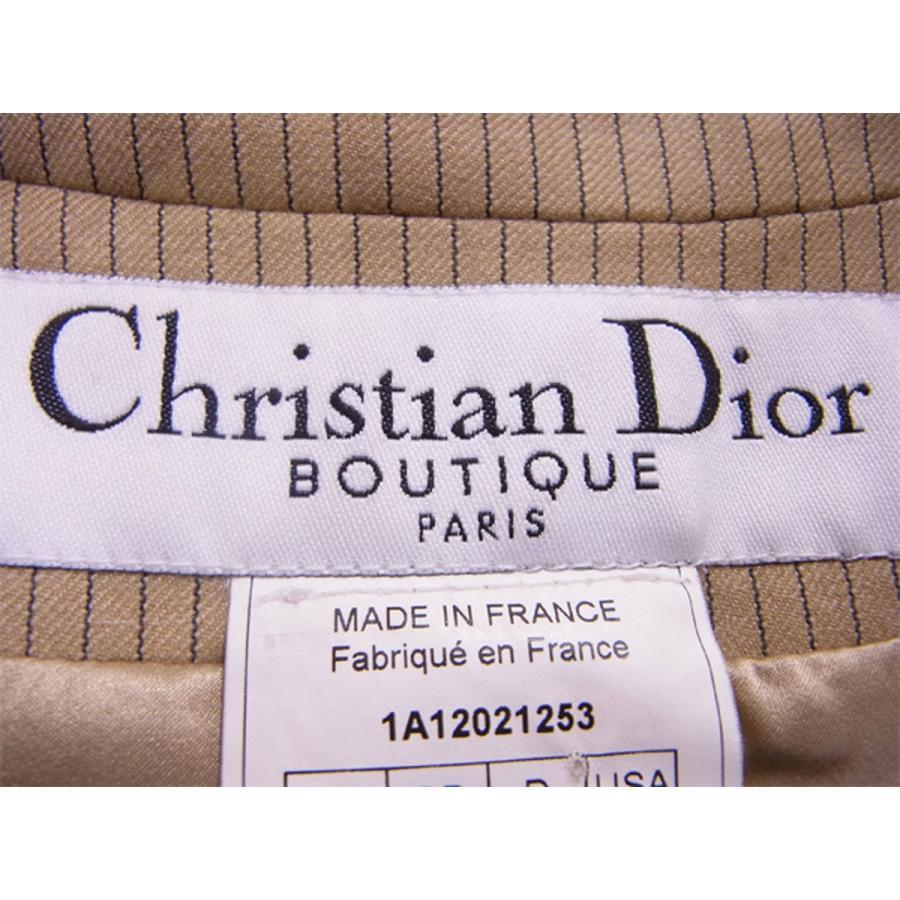 Christian Dior
BOUTIQUE
PARIS
MADE IN FRANCE
Fabriqué en France
1A12021253
USA